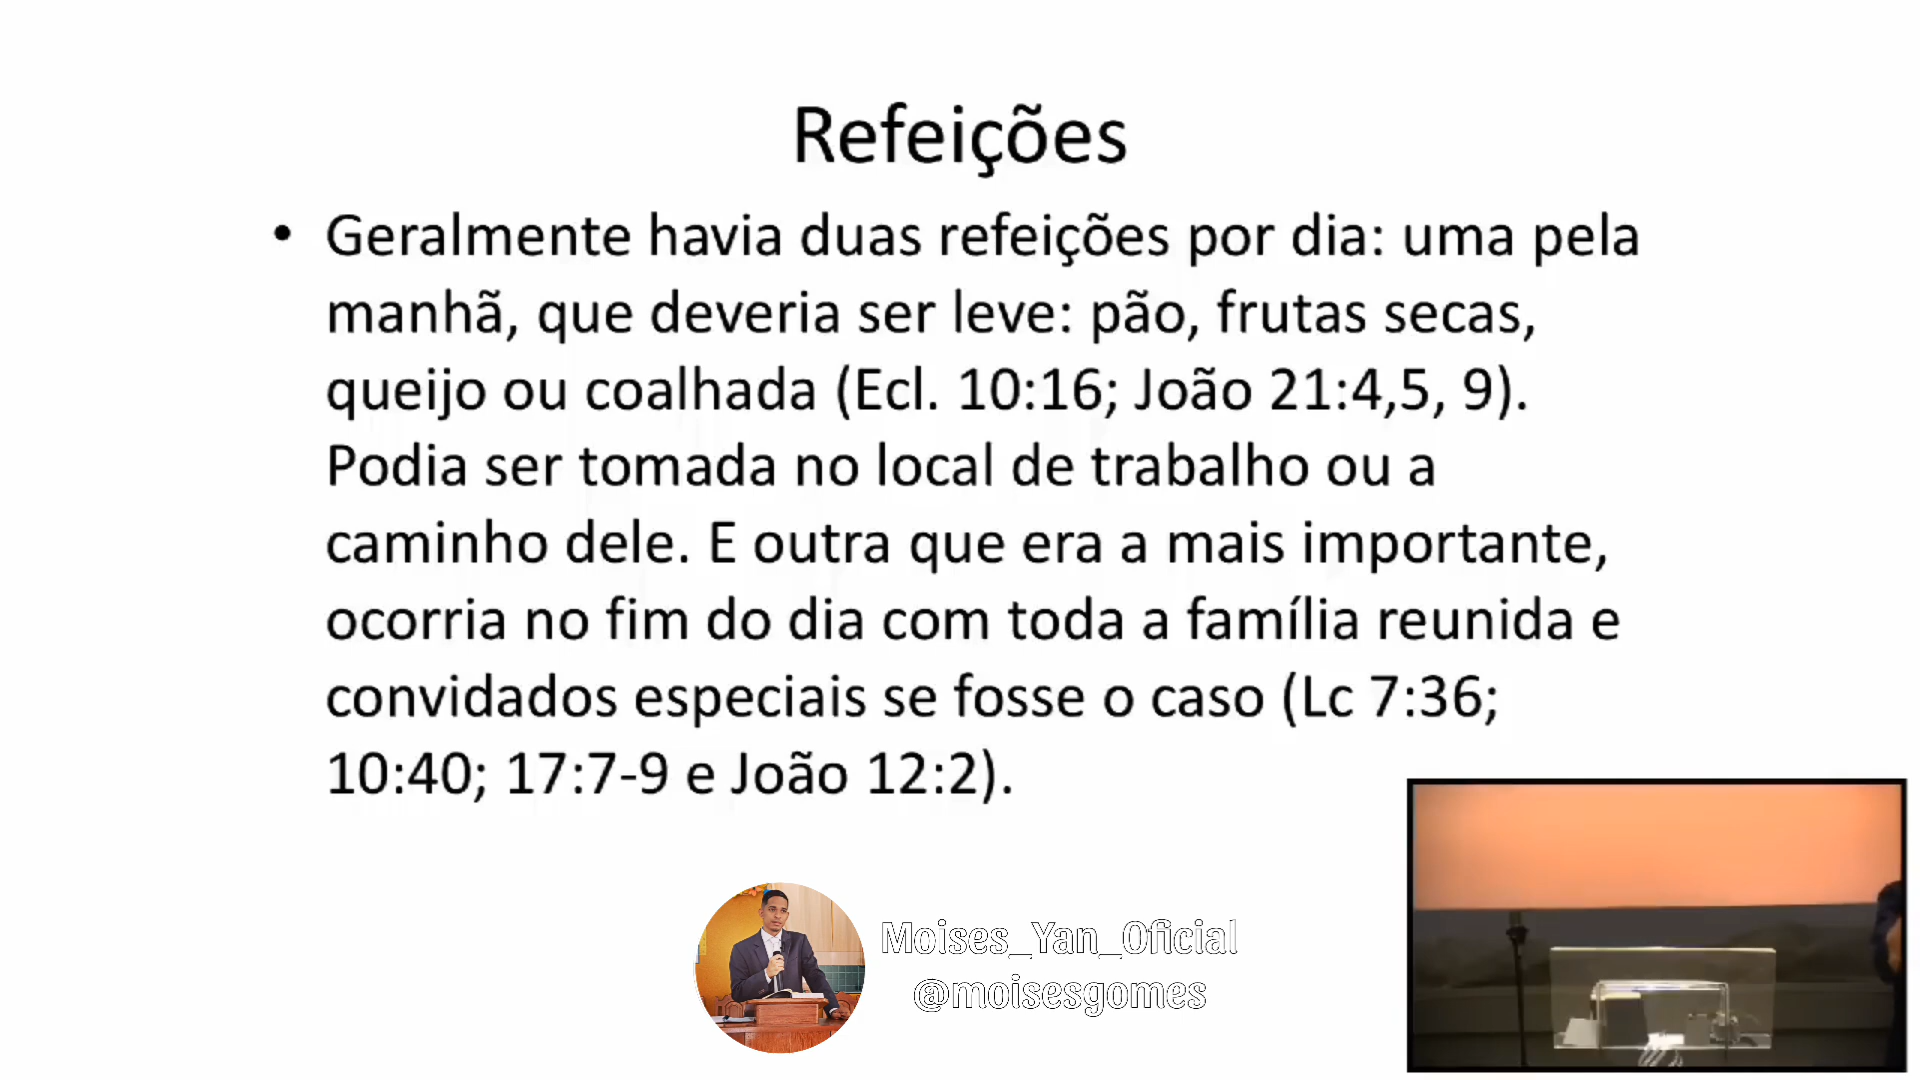 Refeições
• Geralmente havia duas refeições por dia: uma pela
manhã, que deveria ser leve: pão, frutas secas,
queijo ou coalhada (Ecl. 10:16; João 21:4,5, 9).
Podia ser tomada no local de trabalho ou a
caminho dele. E outra que era a mais importante,
ocorria no fim do dia com toda a família reunida e
convidados especiais se fosse o caso (Lc 7:36;
10:40; 17:7-9 e João 12:2).
Moises_Yan_Oficial
@moisesgomes